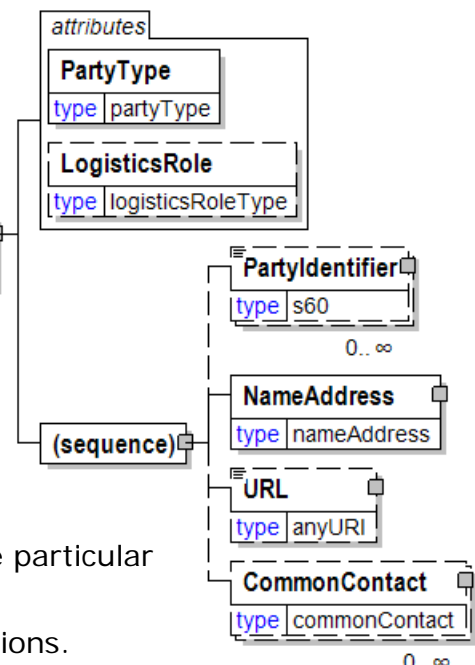 attributes
PartyType
type partyType
LogisticsRole
type logisticsRoleType
PartyIdentifier
type s60
0.. ∞
NameAddress
type nameAddress
(sequence)
URL
type anyURI
particular
CommonContact
type commonContact
ions.
0.. ∞